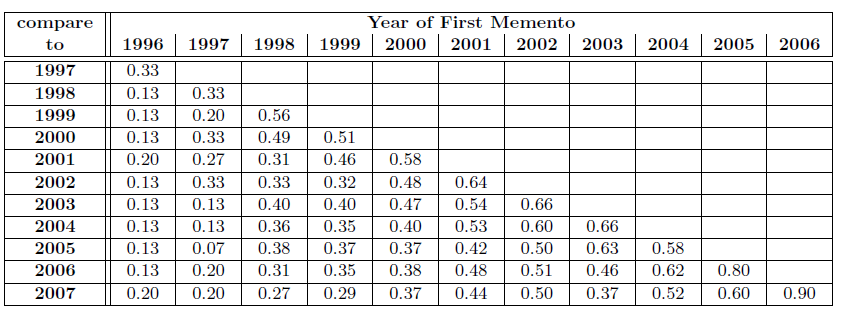 compare Year of First Memento
to 1996 1997 1998 1999 2000 2001 2002 2003 2004 2005 2006
1997 0.33
1998 0.13 0.33
1999 0.13 0.20 0.56
2000 0.13 0.33 0.49 0.51
2001 0.20 0.27 0.31 0.46 0.58
2002 0.13 0.33 0.33 0.32 0.48 0.64
2003 0.13 0.13 0.40 0.40 0.47 0.54 0.66
2004 0.13 0.13 0.36 0.35 0.40 0.53 0.60 0.66
2005 0.13 0.07 0.38 0.37 0.37 0.42 0.50 0.63 0.58
2006 0.13 0.20 0.31 0.35 0.38 0.48 0.51 0.46 0.62 0.80
2007 0.20 0.20 0.27 0.29 0.37 0.44 0.50 0.37 0.52 0.60 0.90